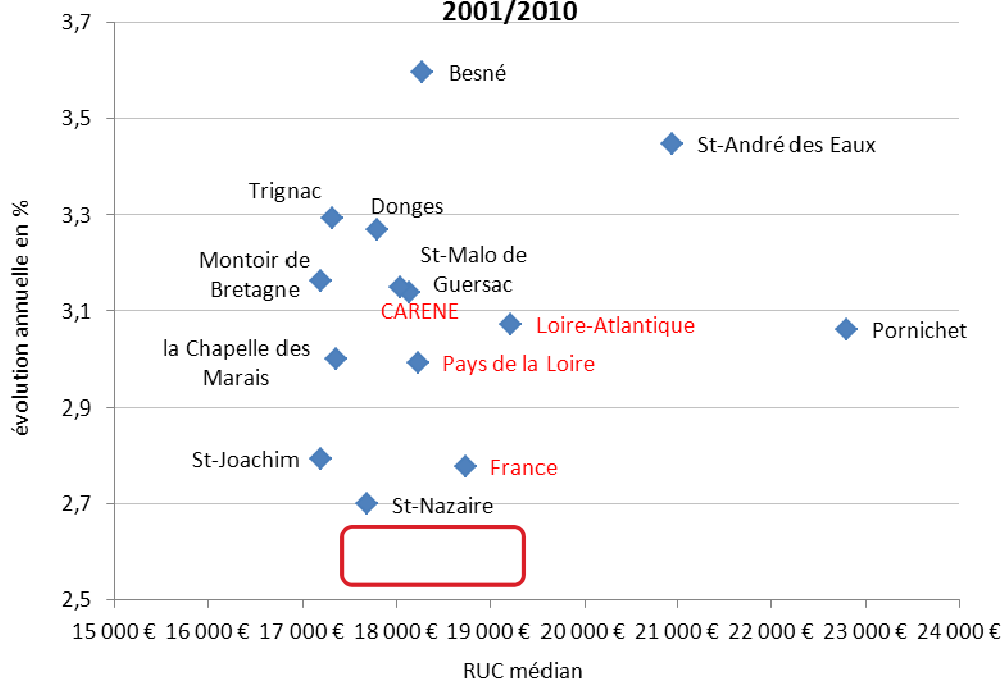 2001/2010
3,7
3,5
3,3
3,1
2,9
2,7
2,5
évolution annuelle en %
Besné
St-André des Eaux
Trignac
Donges
St-Malo de
Guersac
Montoir de
Bretagne
CARENE
Loire-Atlantique
Pornichet
la Chapelle des
Marais
Pays de la Loire
St-Joachim
France
St-Nazaire
15 000 € 16 000 € 17 000 € 18 000 € 19 000 € 20 000 € 21 000 € 22 000 € 23 000 € 24 000 €
RUC médian